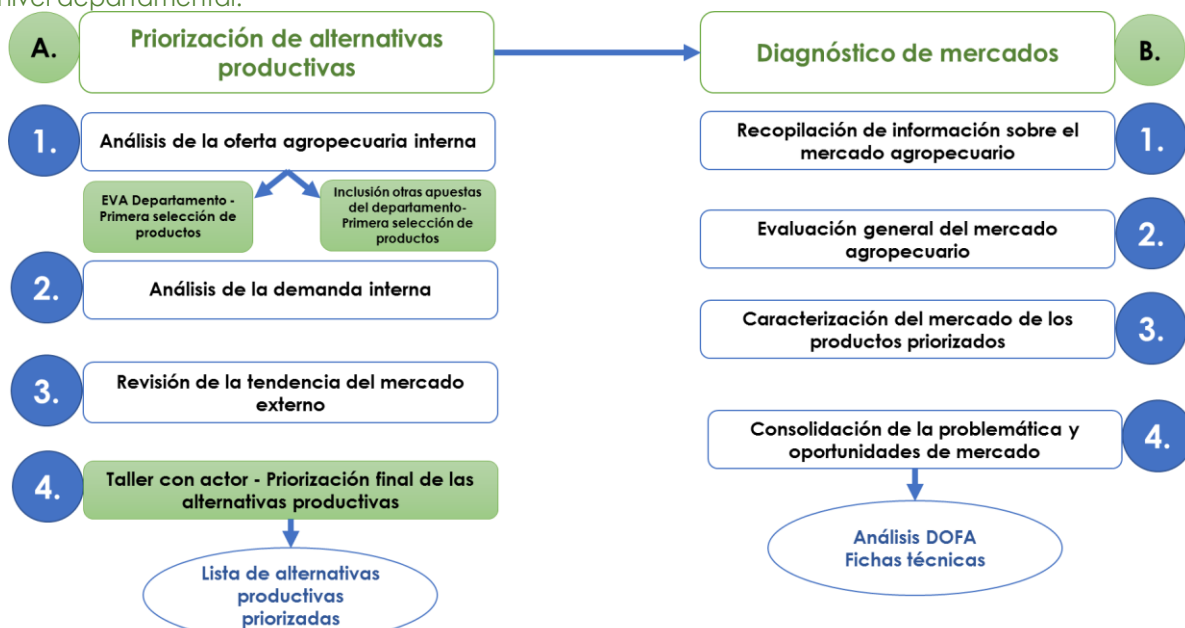 nivel departamental.
A.
Priorización de alternativas
productivas
1.
Análisis de la oferta agropecuaria interna
EVA Departamento -
Primera selección de
productos
Inclusión otras apuestas
del departamento-
Primera selección de
productos
2.
Análisis de la demanda interna
3.
Revisión de la tendencia del mercado
externo
4.
Taller con actor - Priorización final de las
alternativas productivas
Lista de alternativas
productivas
priorizadas
Diagnóstico de mercados
B.
Recopilación de información sobre el
mercado agropecuario
1.
Evaluación general del mercado
agropecuario
2.
Caracterización del mercado de los
productos priorizados
3.
Consolidación de la problemática y
oportunidades de mercado
4.
Análisis DOFA
Fichas técnicas